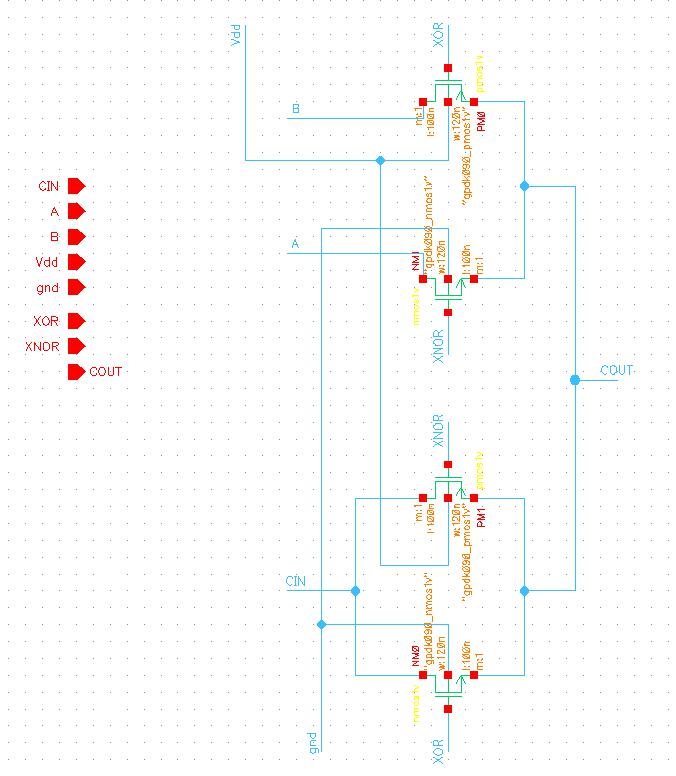 Vdd
XOR
pmos1v
B
m:1
l:100n
w:120n
"gpdk090_pmos1v"
PM0
CIN
A
B
Vdd
gnd
XOR
XNOR
COUT
A
NM1
"gpdk090_nmos1v"
w:120n
l:100n
m:1
nmos1v
XNOR
COUT
XNOR
pmos1v
m:1
l:100n
w:120n
"gpdk090_pmos1v"
PM1
CIN
NM0
"gpdk090_nmos1v"
w:120n
l:100n
m:1
nmos1v
gnd
XOR